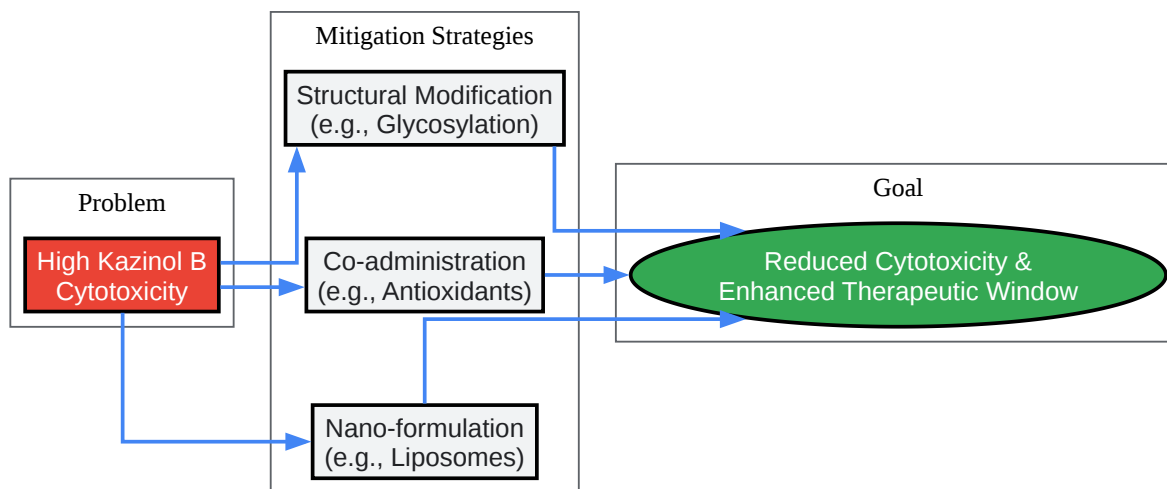 Problem
High Kazinol B
Cytotoxicity
Mitigation Strategies
Structural Modification
(e.g., Glycosylation)
Co-administration
(e.g., Antioxidants)
Nano-formulation
(e.g., Liposomes)
Goal
Reduced Cytotoxicity &
Enhanced Therapeutic Window